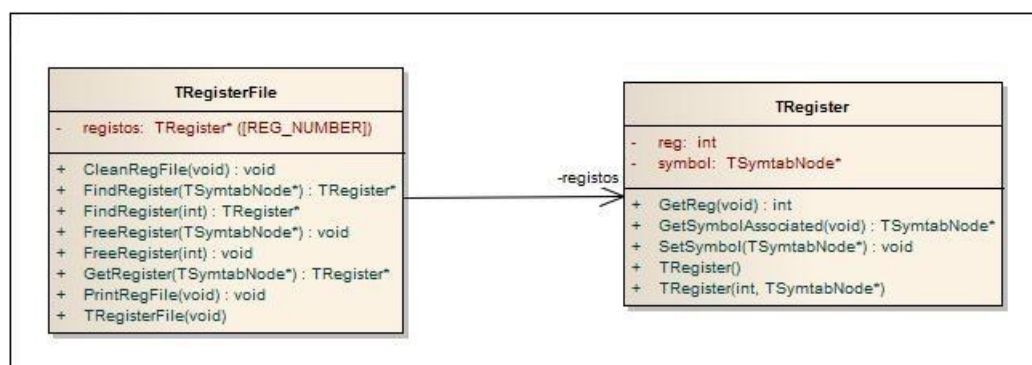 TRegisterFile
- registos: TRegister* ([REG_NUMBER])
+ CleanRegFile(void) : void
+ FindRegister(TSymtabNode*) : TRegister*
+ FindRegister(int) : TRegister*
+ FreeRegister(TSymtabNode*) : void
+ FreeRegister(int) : void
+ GetRegister(TSymtabNode*) : TRegister*
+ PrintRegFile(void) : void
+ TRegisterFile(void)
-registos
TRegister
- reg: int
- symbol: TSymtabNode*
+ GetReg(void) : int
+ GetSymbolAssociated(void) : TSymtabNode*
+ SetSymbol(TSymtabNode*) : void
+ TRegister()
+ TRegister(int, TSymtabNode*)